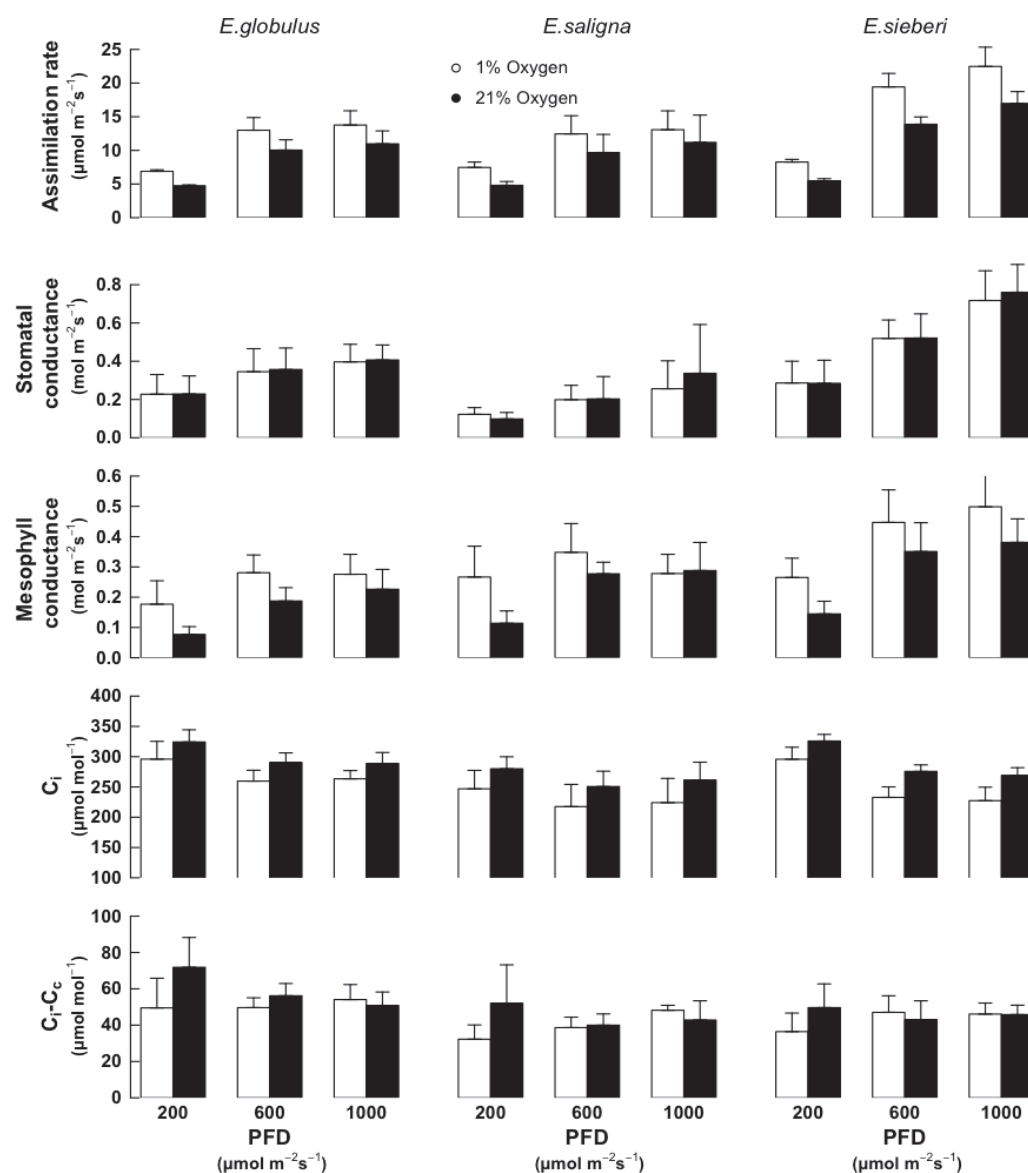 E.globulus E.saligna E.sieberi
Assimilation rate
(µmol m−2s−1)
25
20
15
10
5
0
1% Oxygen
21% Oxygen
Stomatal
conductance
(mol m−2s−1)
0.8
0.6
0.4
0.2
0.0
Mesophyll
conductance
(mol m−2s−1)
0.6
0.5
0.4
0.3
0.2
0.1
0.0
Ci
(µmol mol−1)
400
350
300
250
200
150
100
Ci-Cc
(µmol mol−1)
100
80
60
40
20
0
200 600 1000 200 600 1000 200 600 1000
PFD PFD PFD
(µmol m−2s−1) (µmol m−2s−1) (µmol m−2s−1)